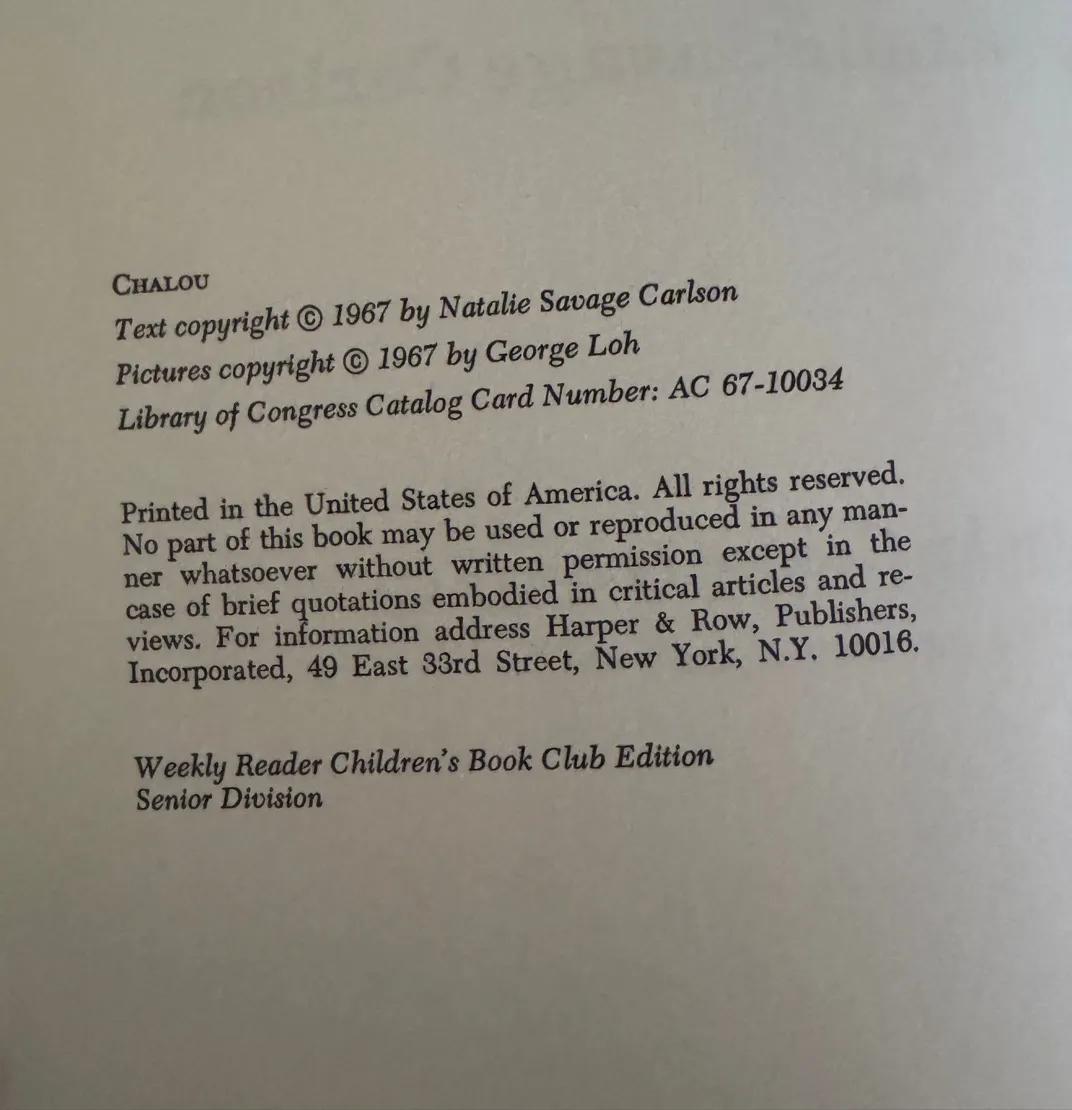 CHALOU
Text copyright © 1967 by Natalie Savage Carlson
Pictures copyright © 1967 by George Loh
Library of Congress Catalog Card Number: AC 67-10034
Printed in the United States of America. All rights reserved.
No part of this book may be used or reproduced in any man-
ner whatsoever without written permission except in the
case of brief quotations embodied in critical articles and re-
views. For information address Harper & Row, Publishers,
Incorporated, 49 East 33rd Street, New York, N.Y. 10016.
Weekly Reader Children's Book Club Edition
Senior Division